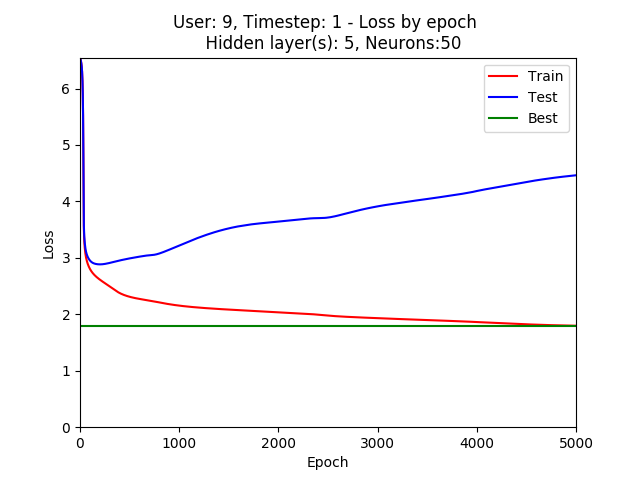 User: 9, Timestep: 1 - Loss by epoch
Hidden layer(s): 5, Neurons:50
Train
Test
Best
Loss
6
5
4
3
2
1
0
0 1000 2000 3000 4000 5000
Epoch